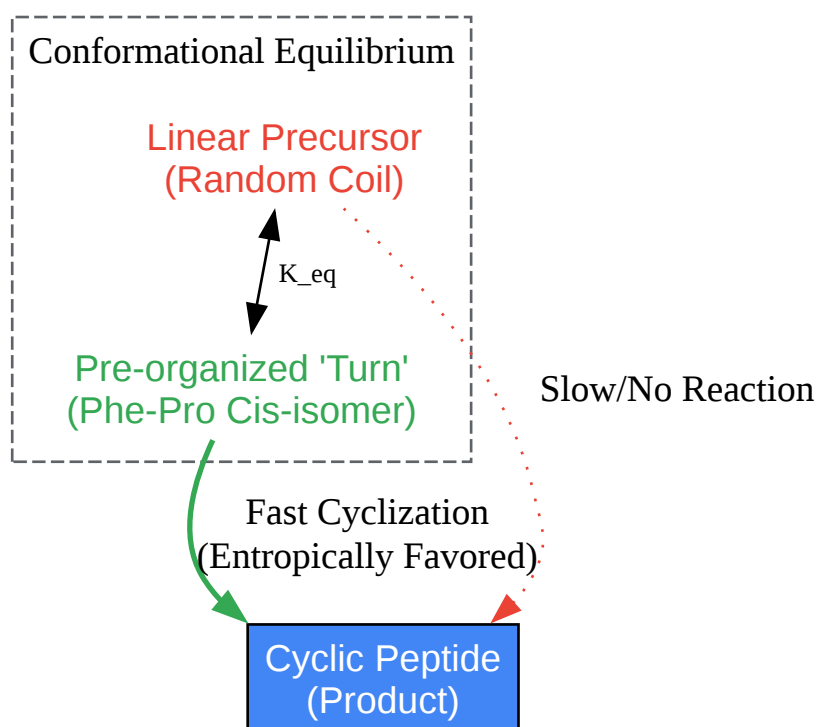 Conformational Equilibrium
Linear Precursor
(Random Coil)
K_eq
Pre-organized 'Turn'
(Phe-Pro Cis-isomer)
Slow/No Reaction
Fast Cyclization
(Entropically Favored)
Cyclic Peptide
(Product)